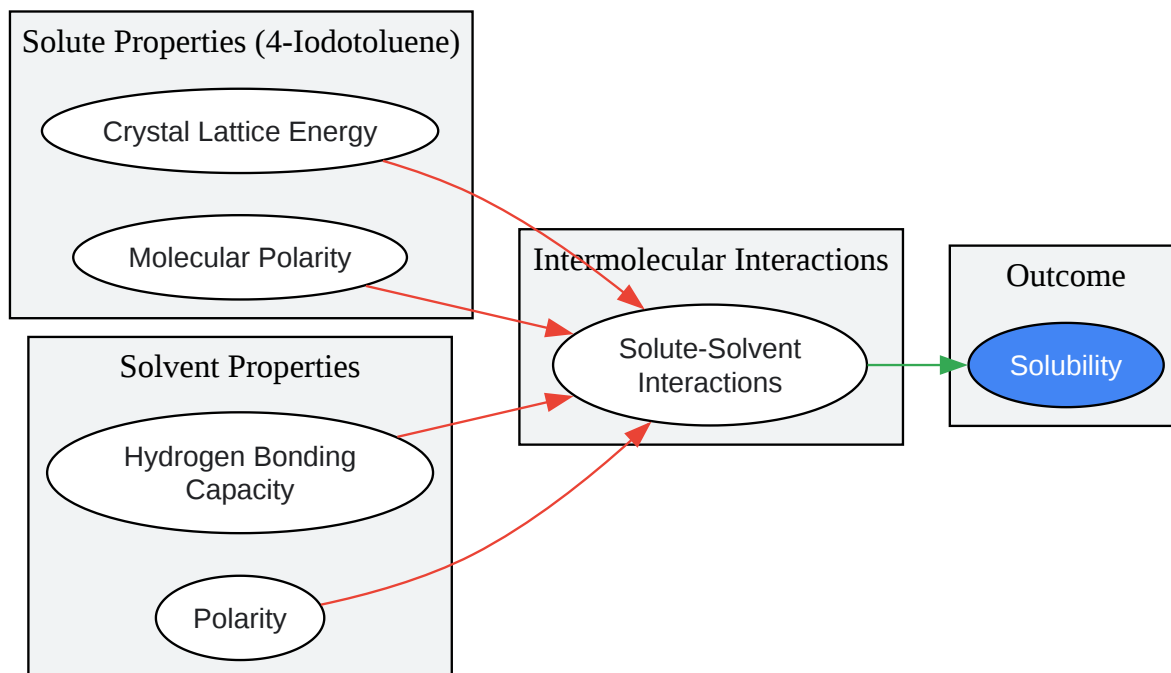 Solute Properties (4-Iodotoluene)
Crystal Lattice Energy
Molecular Polarity
Solvent Properties
Hydrogen Bonding
Capacity
Polarity
Intermolecular Interactions
Solute-Solvent
Interactions
Outcome
Solubility